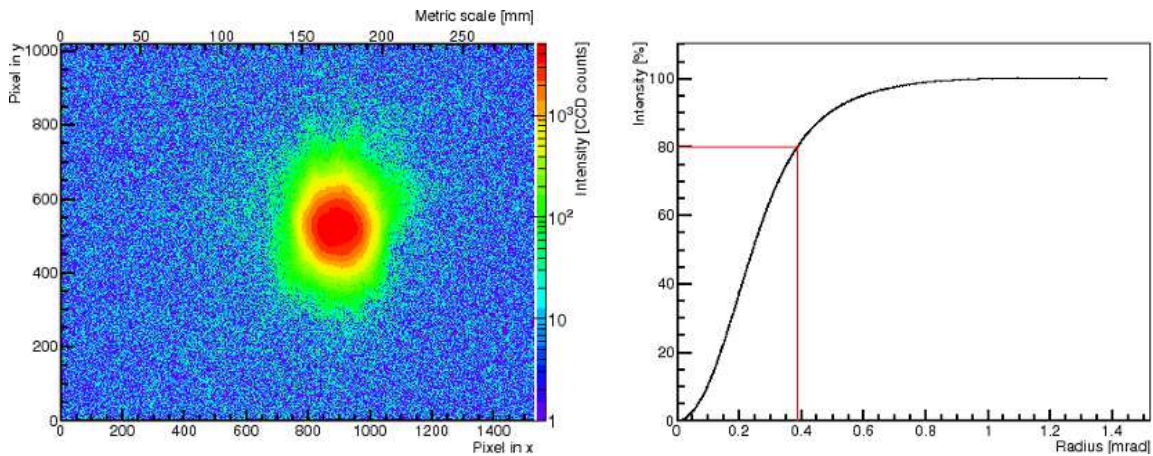 Metric scale [mm]
0 50 100 150 200 250
Pixel in y
1000
800
600
400
200
0
0 200 400 600 800 1000 1200 1400
Pixel in x
Intensity [CCD counts]
10³
10²
10
1
Intensity [%]
100
80
60
40
20
0
0 0.2 0.4 0.6 0.8 1 1.2 1.4
Radius [mrad]